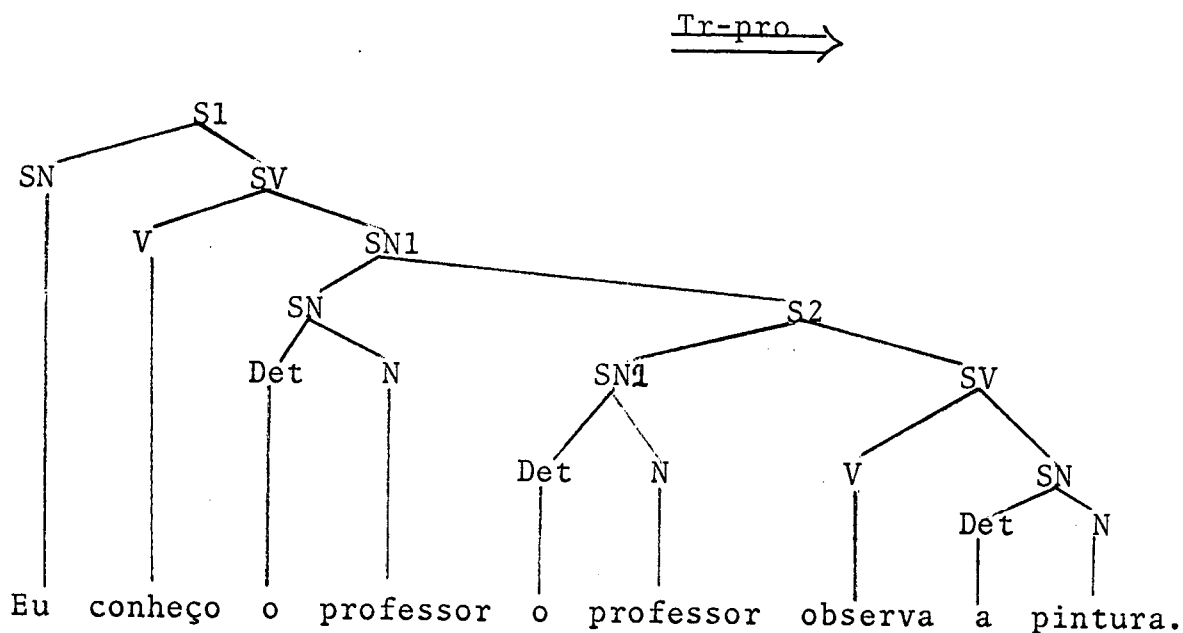 Tr-pro
S1
SN SV
V SN1
SN S2
Det N SN1 SV
Det N V SN
Det N
Eu conheço o professor o professor observa a pintura.